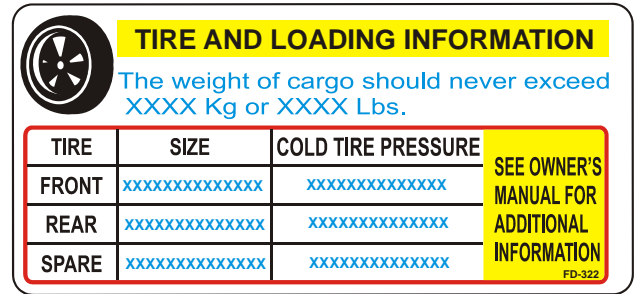 TIRE AND LOADING INFORMATION
The weight of cargo should never exceed
XXXX Kg or XXXX Lbs.
TIRE SIZE COLD TIRE PRESSURE
FRONT XXXXXXXXXXXXXX XXXXXXXXXXXXXX
REAR XXXXXXXXXXXXXX XXXXXXXXXXXXXX
SPARE XXXXXXXXXXXXXX XXXXXXXXXXXXXX
SEE OWNER'S
MANUAL FOR
ADDITIONAL
INFORMATION
FD-322